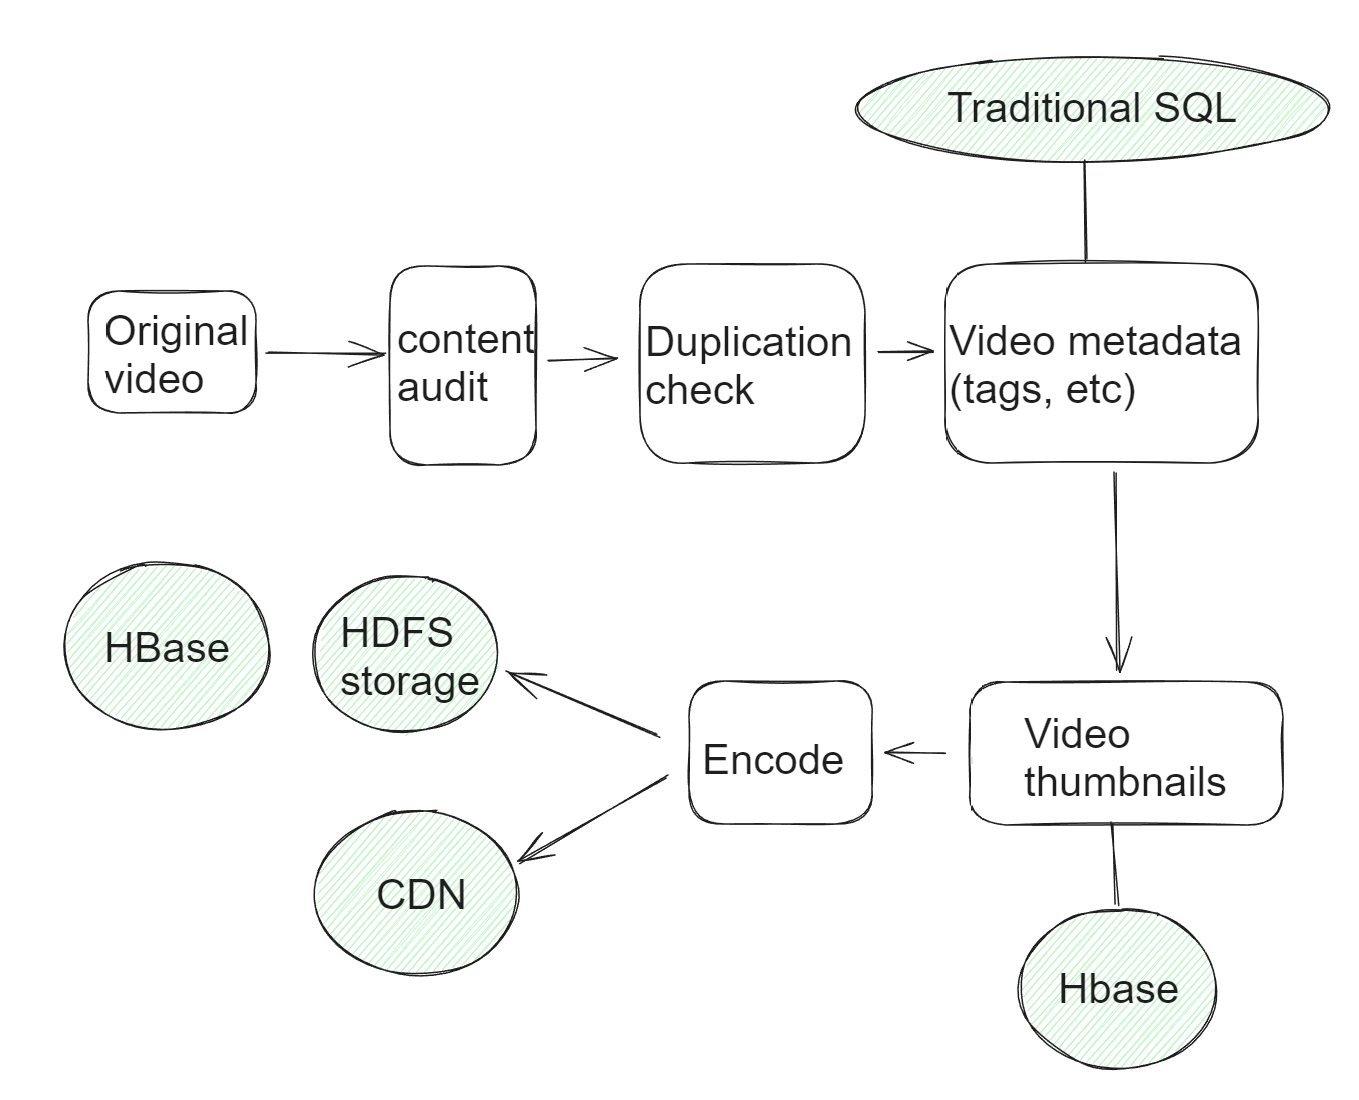 Traditional SQL
Original
video
content
audit
Duplication
check
Video metadata
(tags, etc)
HBase
HDFS
storage
Encode
Video
thumbnails
CDN
Hbase